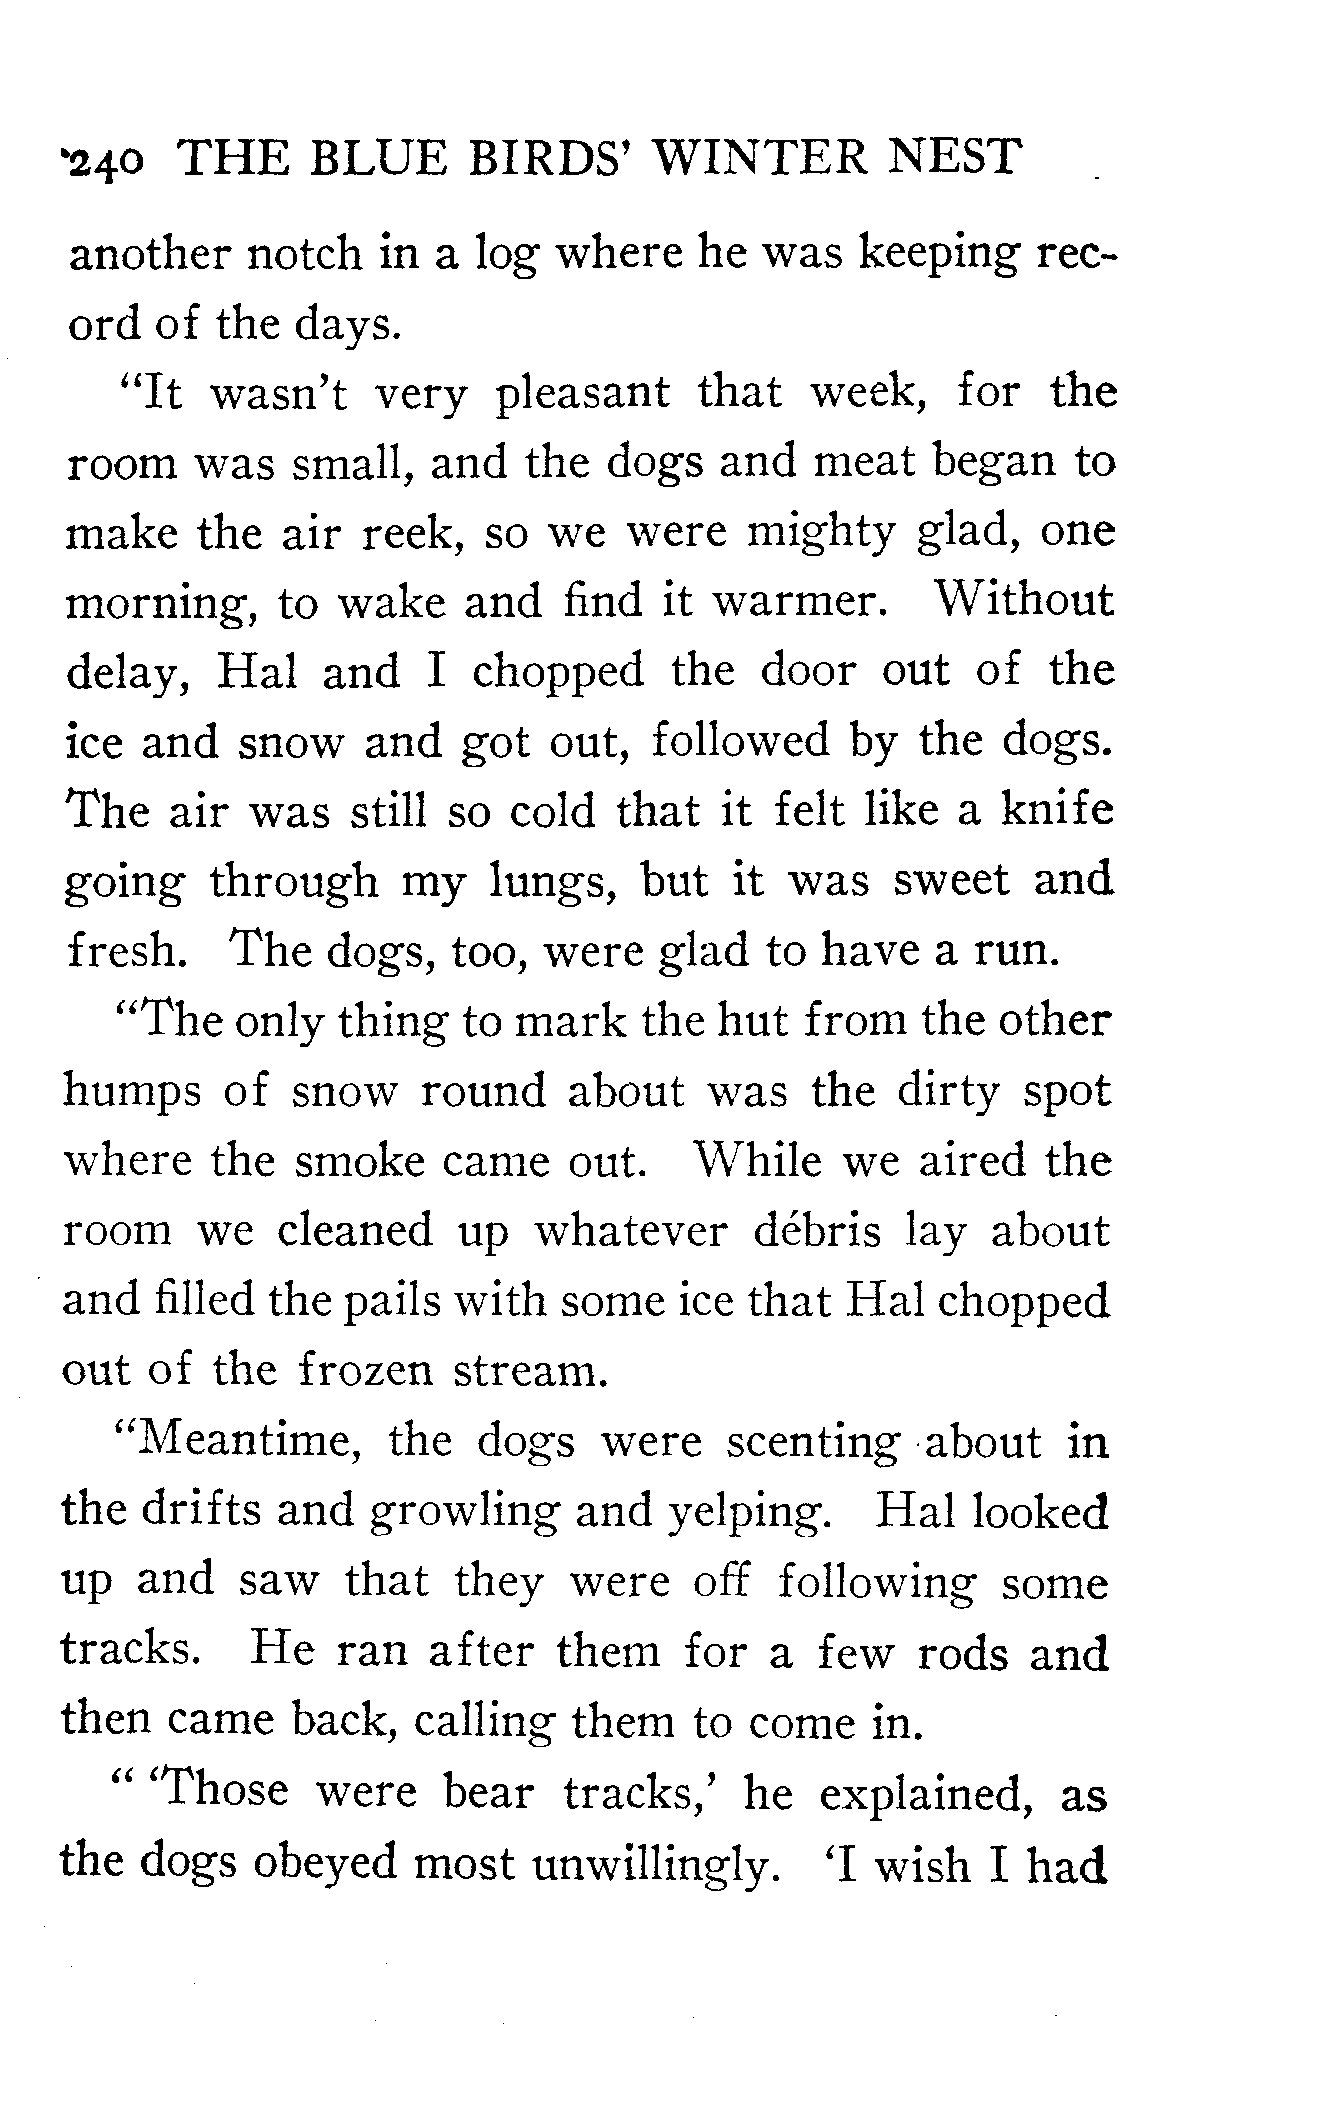 240 THE BLUE BIRDS' WINTER NEST
another notch in a log where he was keeping rec-
ord of the days.
"It wasn't very pleasant that week, for the
room was small, and the dogs and meat began to
make the air reek, so we were mighty glad, one
morning, to wake and find it warmer. Without
delay, Hal and I chopped the door out of the
ice and snow and got out, followed by the dogs.
The air was still so cold that it felt like a knife
going through my lungs, but it was sweet and
fresh. The dogs, too, were glad to have a run.
"The only thing to mark the hut from the other
humps of snow round about was the dirty spot
where the smoke came out. While we aired the
room we cleaned up whatever débris lay about
and filled the pails with some ice that Hal chopped
out of the frozen stream.
"Meantime, the dogs were scenting about in
the drifts and growling and yelping. Hal looked
up and saw that they were off following some
tracks. He ran after them for a few rods and
then came back, calling them to come in.
" 'Those were bear tracks,' he explained, as
the dogs obeyed most unwillingly. 'I wish I had